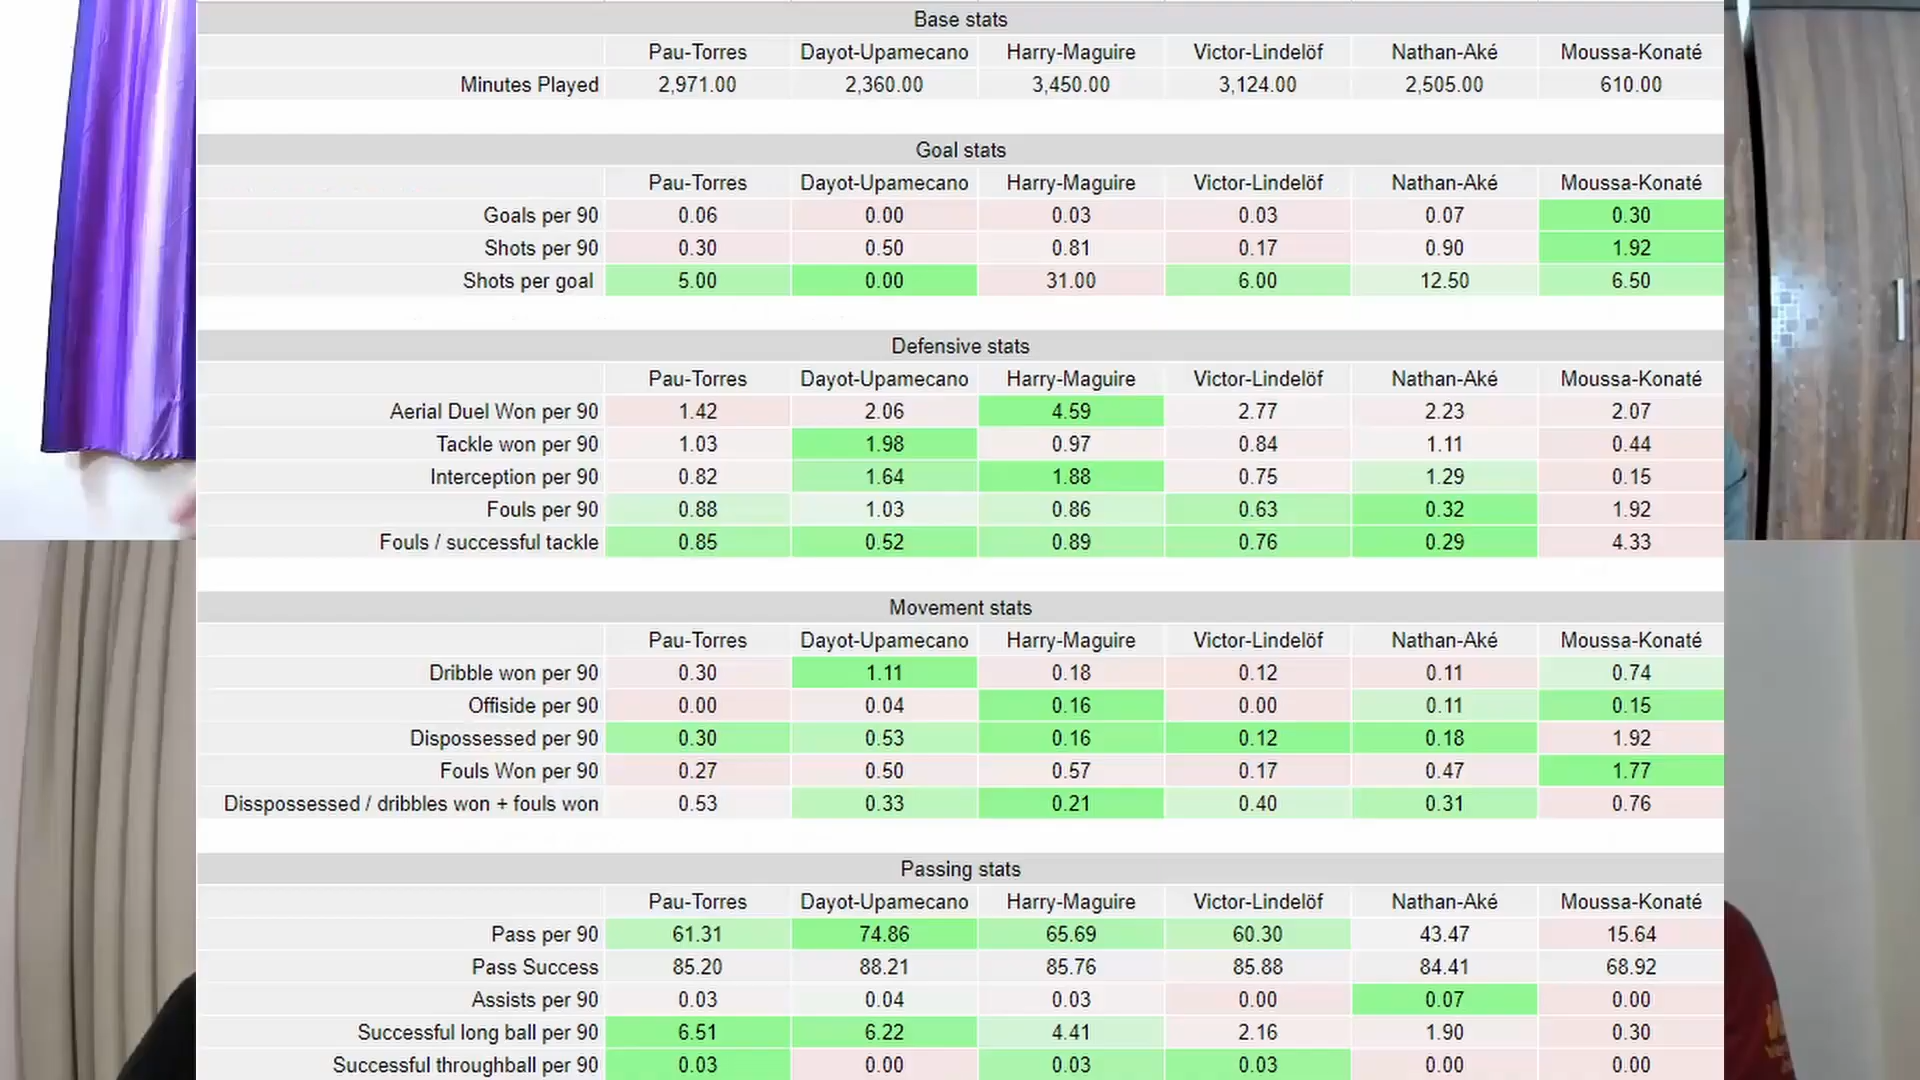 Base stats
Pau-Torres Dayot-Upamecano Harry-Maguire Victor-Lindelöf Nathan-Aké Moussa-Konaté
Minutes Played 2,971.00 2,360.00 3,450.00 3,124.00 2,505.00 610.00
Goal stats
Pau-Torres Dayot-Upamecano Harry-Maguire Victor-Lindelöf Nathan-Aké Moussa-Konaté
Goals per 90 0.06 0.00 0.03 0.03 0.07 0.30
Shots per 90 0.30 0.50 0.81 0.17 0.90 1.92
Shots per goal 5.00 0.00 31.00 6.00 12.50 6.50
Defensive stats
Pau-Torres Dayot-Upamecano Harry-Maguire Victor-Lindelöf Nathan-Aké Moussa-Konaté
Aerial Duel Won per 90 1.42 2.06 4.59 2.77 2.23 2.07
Tackle won per 90 1.03 1.98 0.97 0.84 1.11 0.44
Interception per 90 0.82 1.64 1.88 0.75 1.29 0.15
Fouls per 90 0.88 1.03 0.86 0.63 0.32 1.92
Fouls / successful tackle 0.85 0.52 0.89 0.76 0.29 4.33
Movement stats
Pau-Torres Dayot-Upamecano Harry-Maguire Victor-Lindelöf Nathan-Aké Moussa-Konaté
Dribble won per 90 0.30 1.11 0.18 0.12 0.11 0.74
Offiside per 90 0.00 0.04 0.16 0.00 0.11 0.15
Dispossessed per 90 0.30 0.53 0.16 0.12 0.18 1.92
Fouls Won per 90 0.27 0.50 0.57 0.17 0.47 1.77
Disspossessed / dribbles won + fouls won 0.53 0.33 0.21 0.40 0.31 0.76
Passing stats
Pau-Torres Dayot-Upamecano Harry-Maguire Victor-Lindelöf Nathan-Aké Moussa-Konaté
Pass per 90 61.31 74.86 65.69 60.30 43.47 15.64
Pass Success 85.20 88.21 85.76 85.88 84.41 68.92
Assists per 90 0.03 0.04 0.03 0.00 0.07 0.00
Successful long ball per 90 6.51 6.22 4.41 2.16 1.90 0.30
Successful throughball per 90 0.03 0.00 0.03 0.03 0.00 0.00